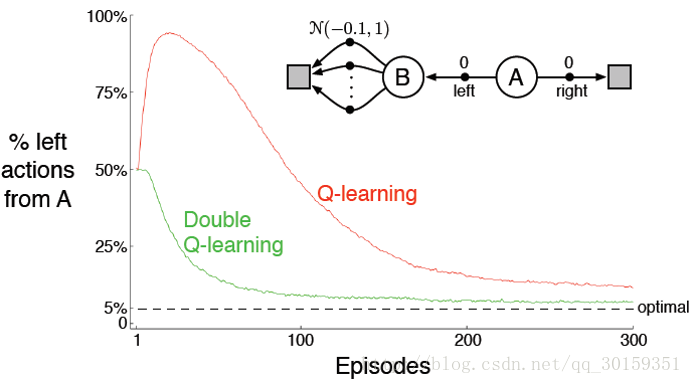 100%
75%
50%
25%
5%
0
% left
actions
from A
N(−0.1, 1)
B
A
0
left
0
right
Q-learning
Double
Q-learning
optimal
1
100
200
300
Episodes
blog.csdn.net/qq_30159351